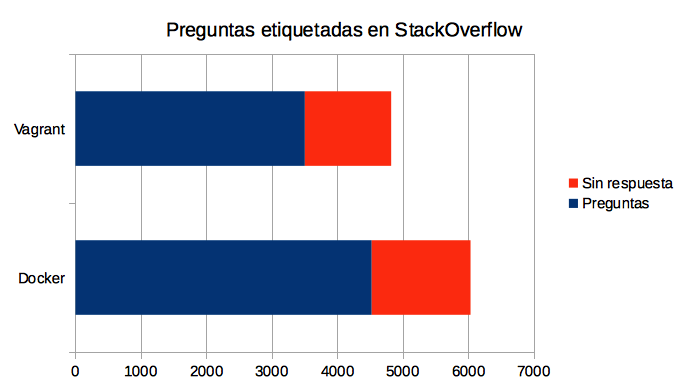 Preguntas etiquetadas en StackOverflow
Vagrant
Sin respuesta
Preguntas
Docker
0 1000 2000 3000 4000 5000 6000 7000